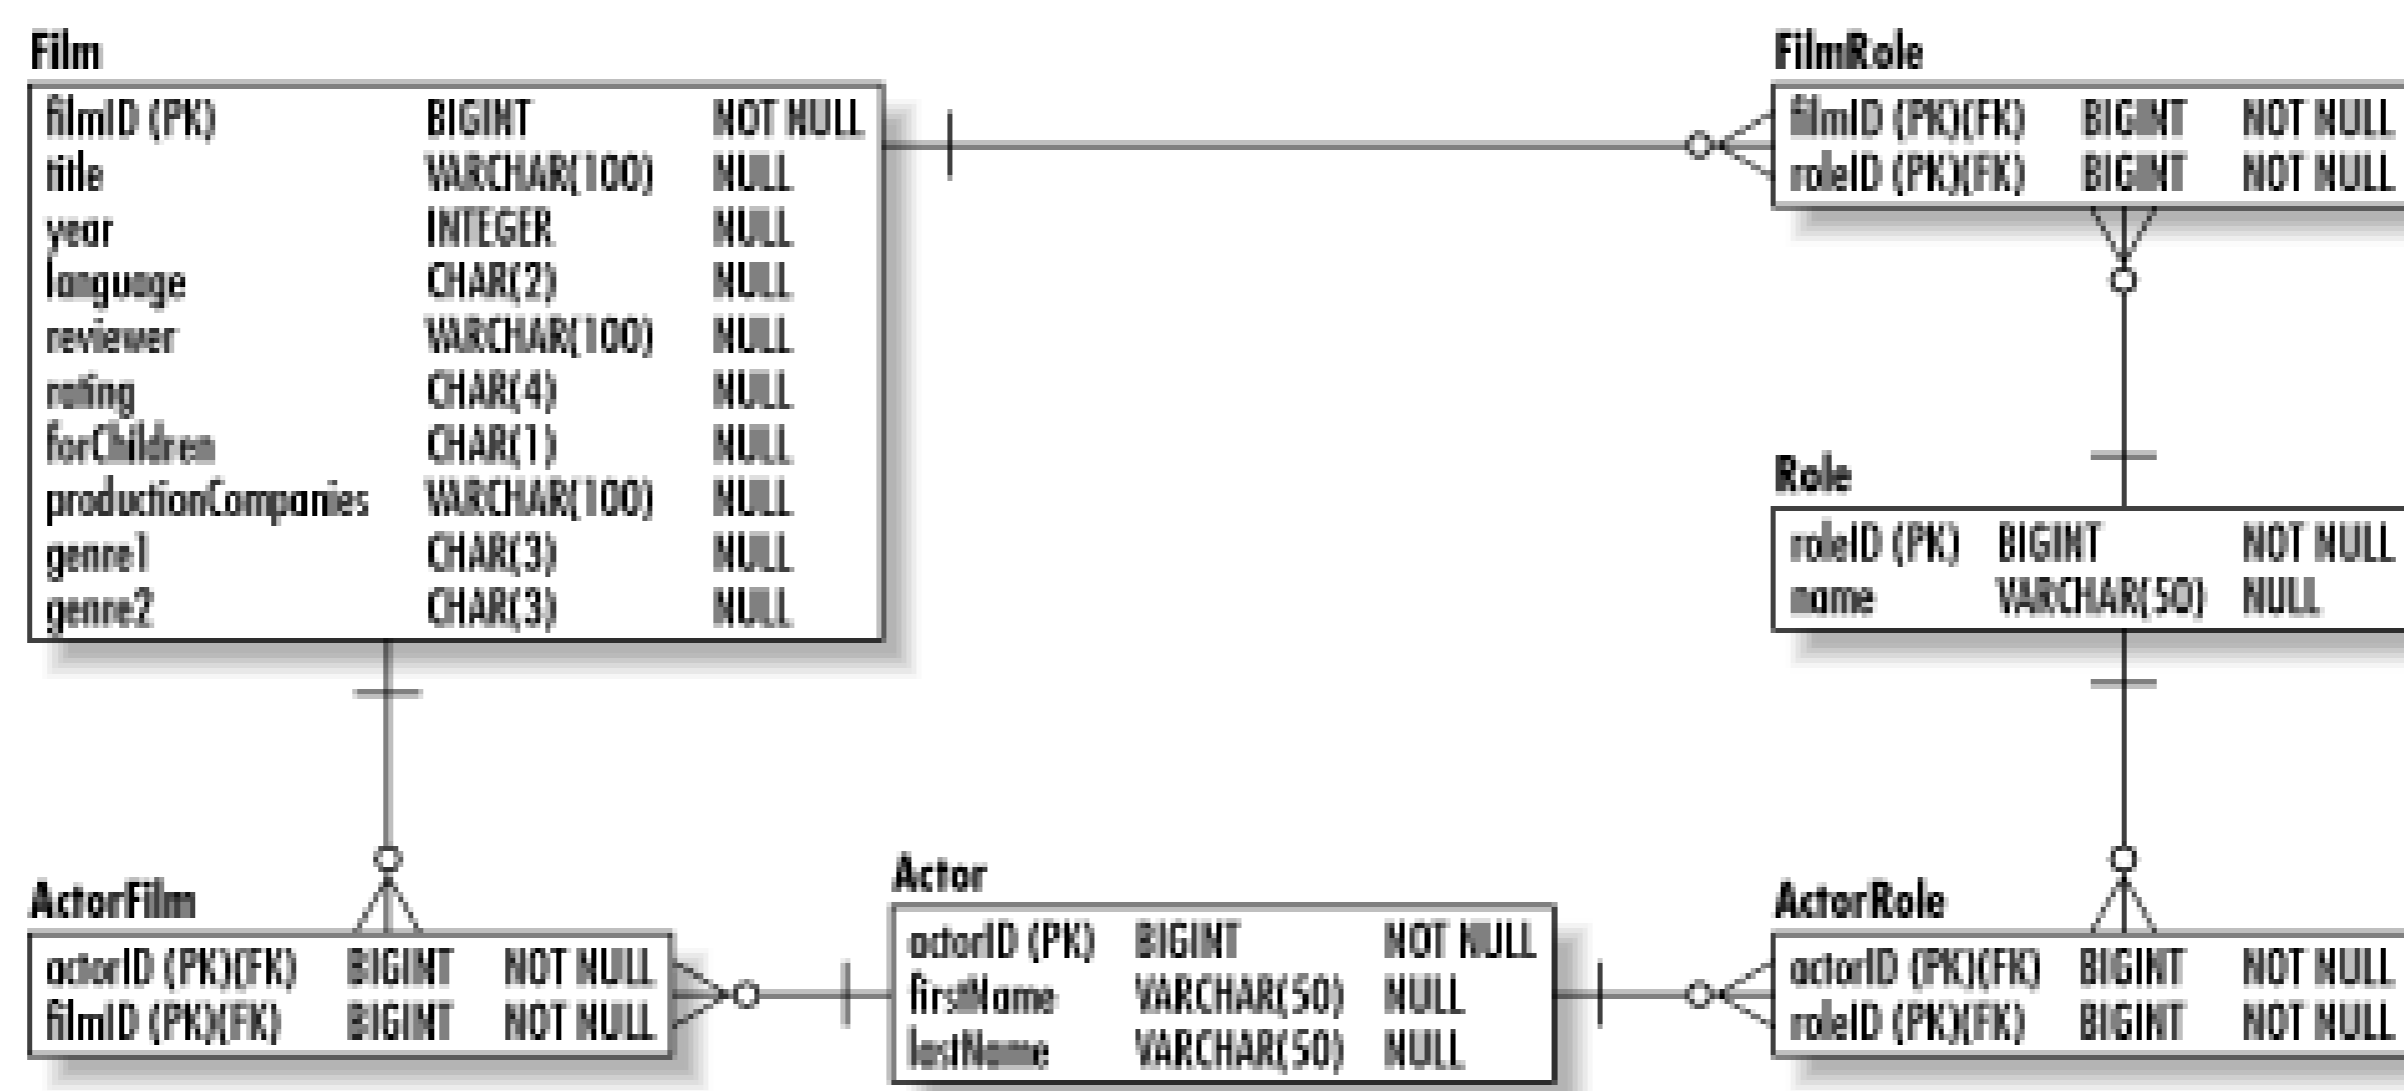 Film
filmID (PK) BIGINT NOT NULL
title VARCHAR(100) NULL
year INTEGER NULL
language CHAR(2) NULL
reviewer VARCHAR(100) NULL
rating CHAR(4) NULL
forChildren CHAR(1) NULL
productionCompanies VARCHAR(100) NULL
genre1 CHAR(3) NULL
genre2 CHAR(3) NULL
FilmRole
filmID (PK)(FK) BIGINT NOT NULL
roleID (PK)(FK) BIGINT NOT NULL
Role
roleID (PK) BIGINT NOT NULL
name VARCHAR(50) NULL
ActorFilm
actorID (PK)(FK) BIGINT NOT NULL
filmID (PK)(FK) BIGINT NOT NULL
Actor
actorID (PK) BIGINT NOT NULL
firstName VARCHAR(50) NULL
lastName VARCHAR(50) NULL
ActorRole
actorID (PK)(FK) BIGINT NOT NULL
roleID (PK)(FK) BIGINT NOT NULL